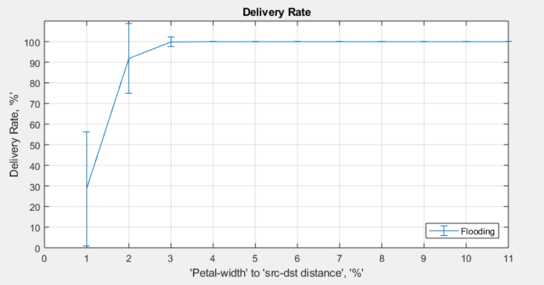 Delivery Rate
Delivery Rate, '%'
100
90
80
70
60
50
40
30
20
10
0
0 1 2 3 4 5 6 7 8 9 10 11
'Petal-width' to 'src-dst distance', '%'
Flooding